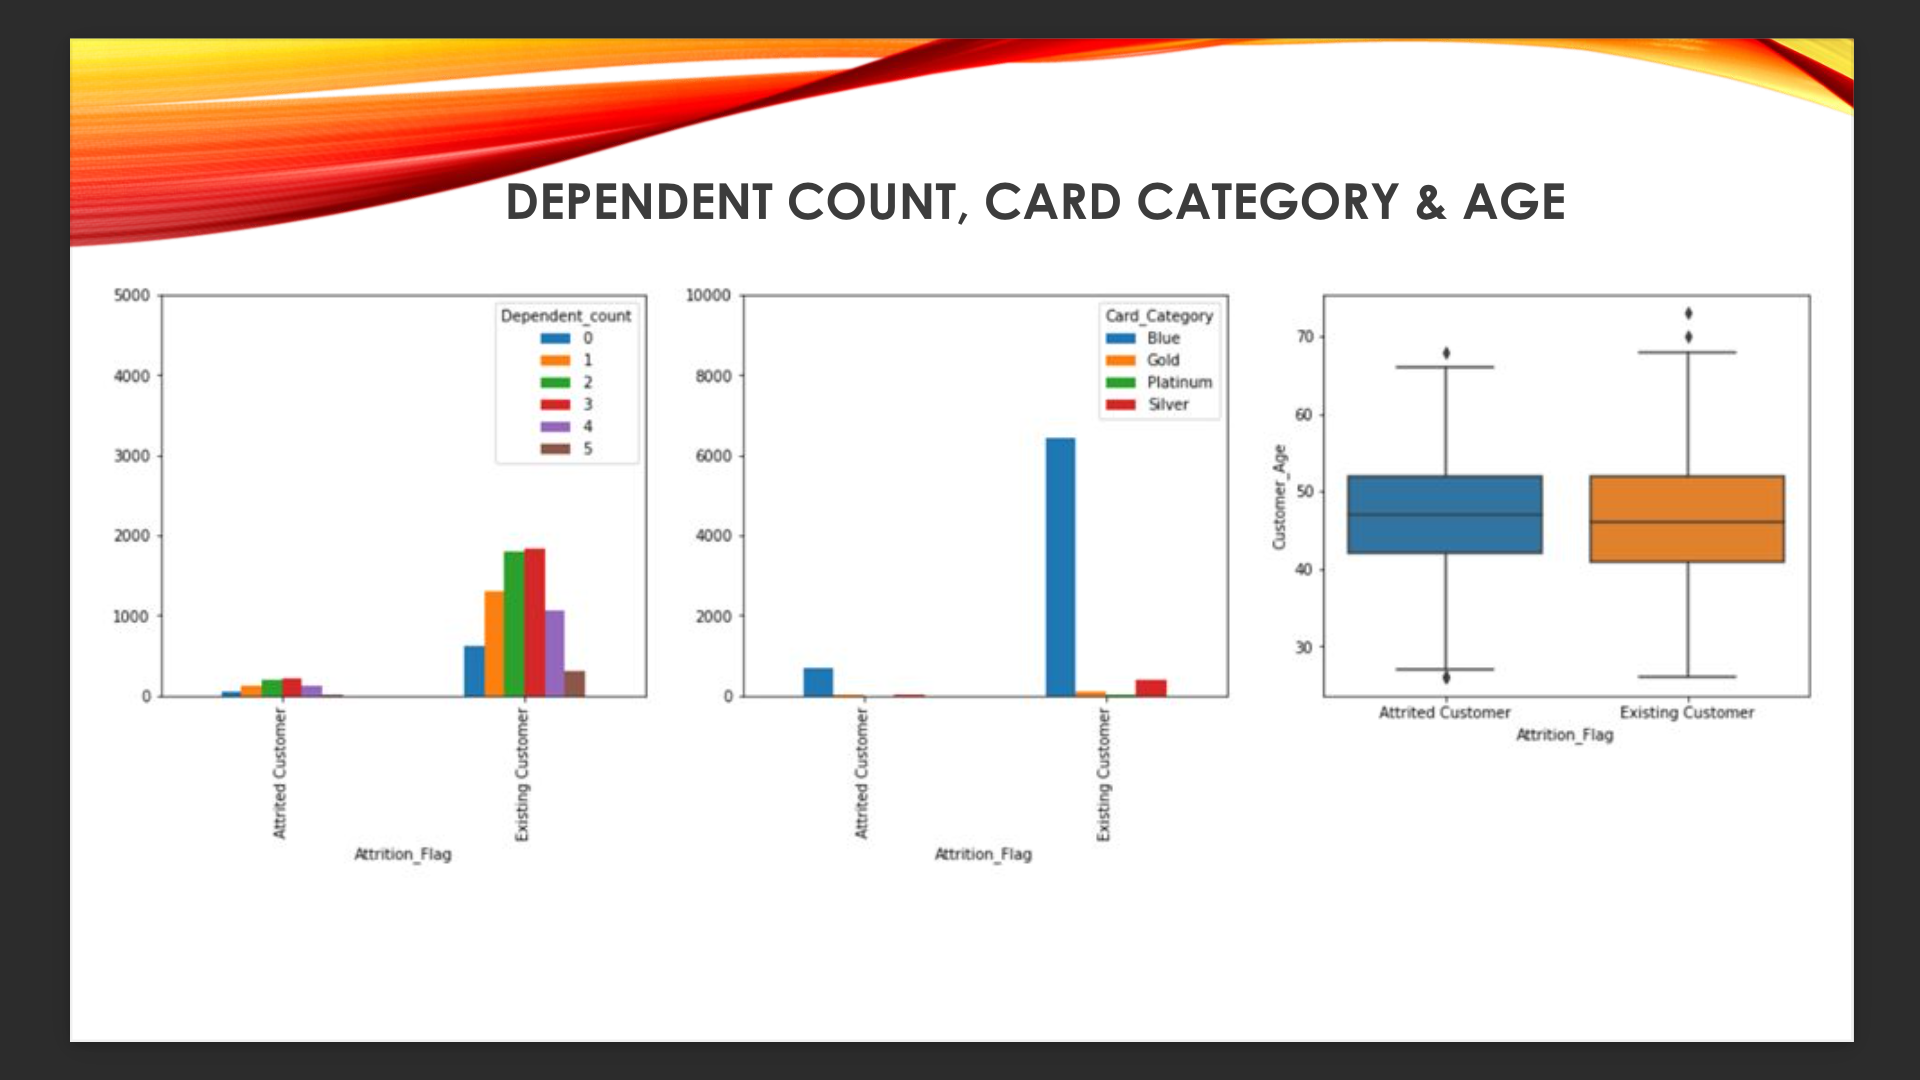 DEPENDENT COUNT, CARD CATEGORY & AGE
5000
4000
3000
2000
1000
0
Dependent_count
0
1
2
3
4
5
Attrited Customer
Existing Customer
Attrition_Flag
10000
8000
6000
4000
2000
0
Card_Category
Blue
Gold
Platinum
Silver
Attrited Customer
Existing Customer
Attrition_Flag
Customer_Age
70
60
50
40
30
Attrited Customer
Existing Customer
Attrition_Flag